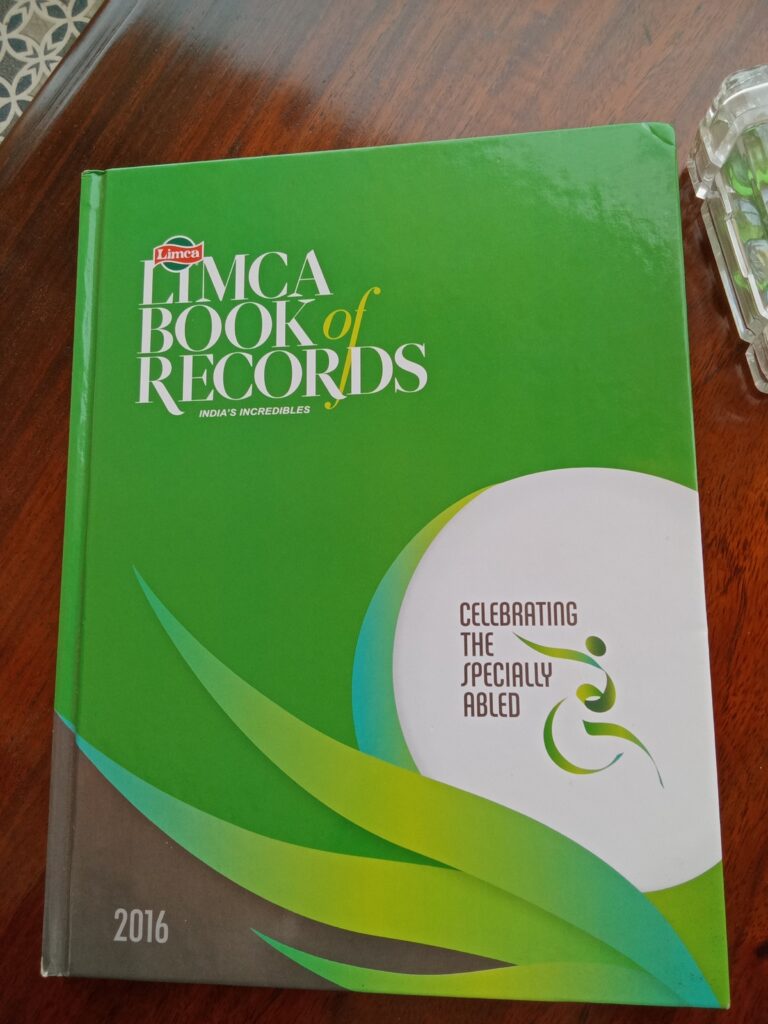 Limca
LIMCA
BOOK of
RECORDS
INDIA'S INCREDIBLES
CELEBRATING
THE
SPECIALLY
ABLED
2016